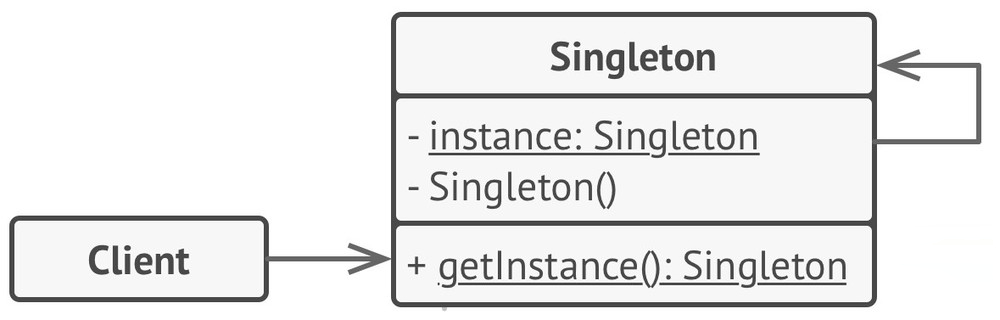 Singleton
- instance: Singleton
- Singleton()
Client
+ getInstance(): Singleton